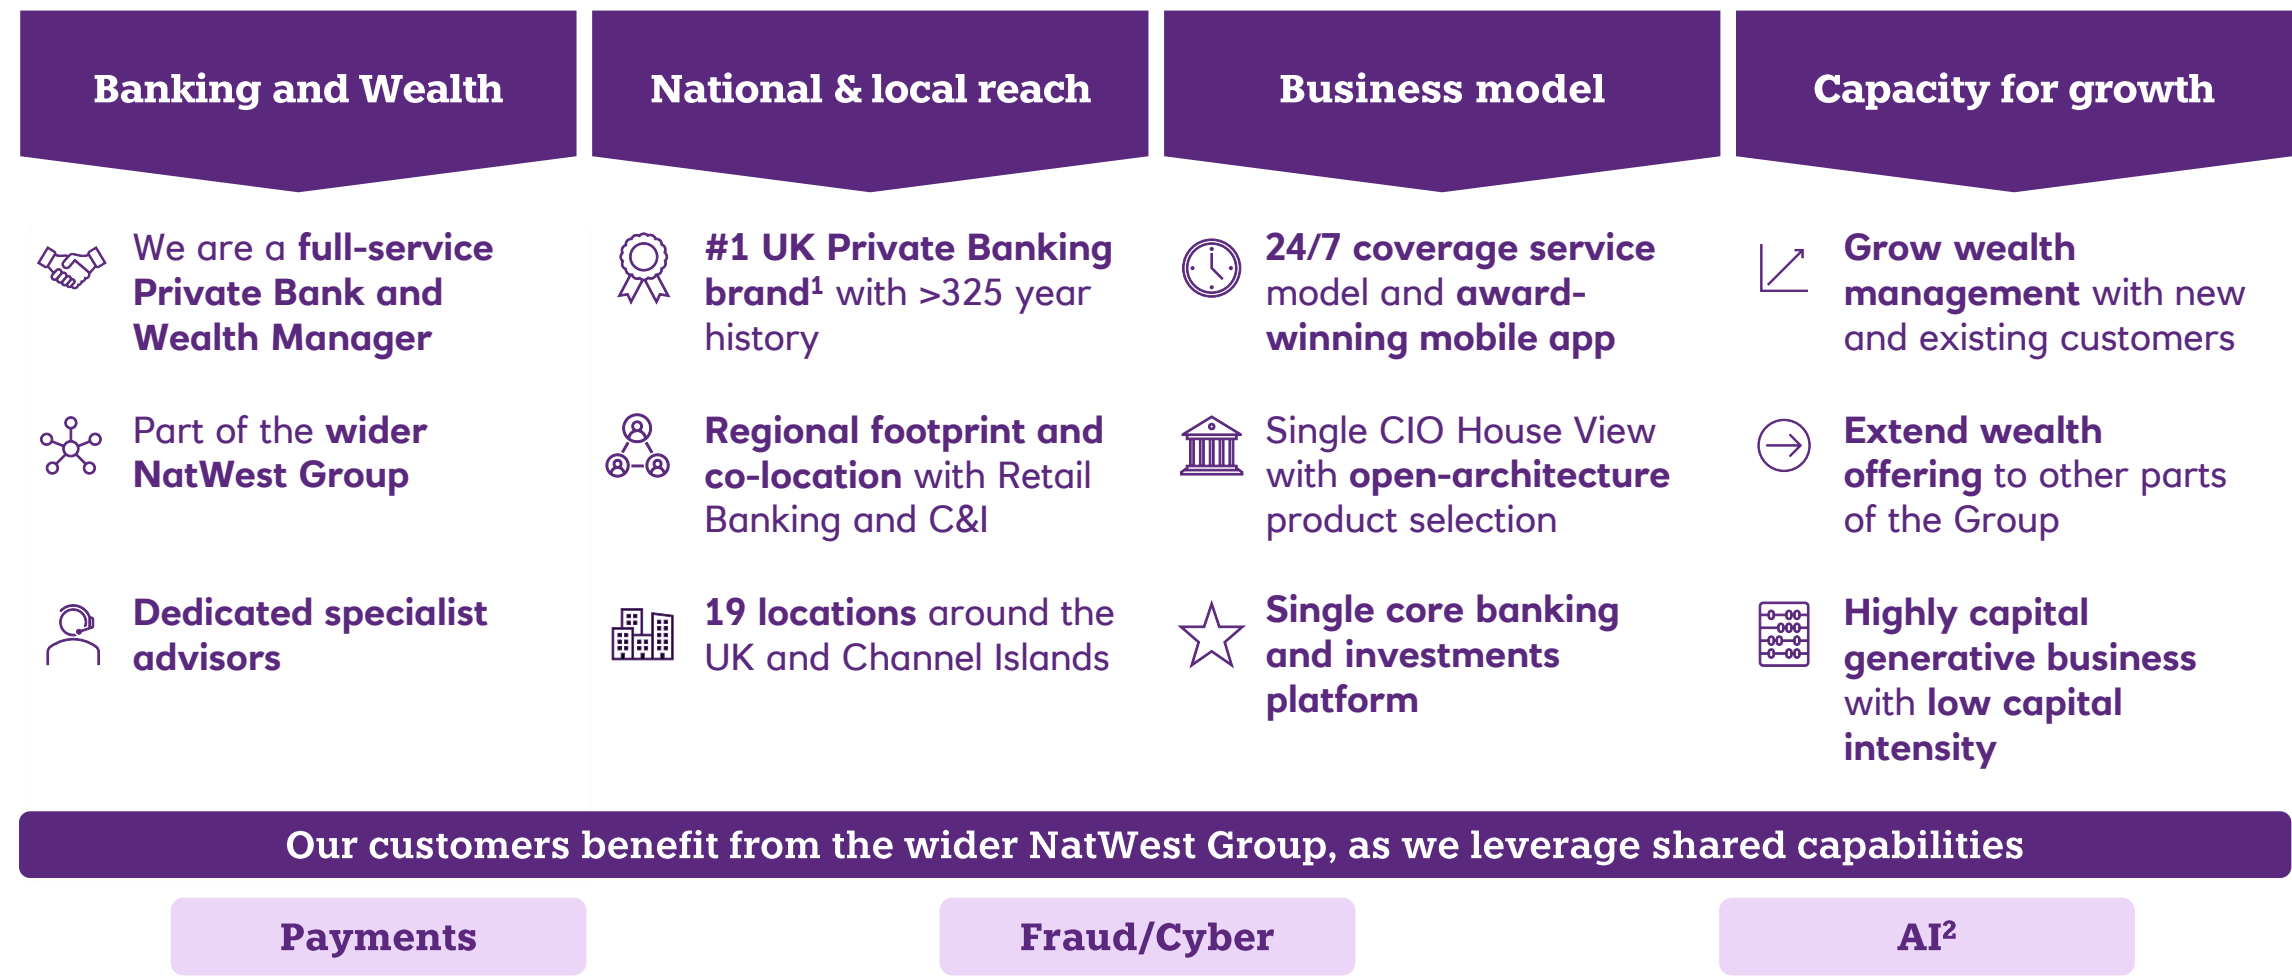 Banking and Wealth
We are a full-service
Private Bank and
Wealth Manager
Part of the wider
NatWest Group
Dedicated specialist
advisors
National & local reach
#1 UK Private Banking
brand¹ with >325 year
history
Regional footprint and
co-location with Retail
Banking and C&I
19 locations around the
UK and Channel Islands
Business model
24/7 coverage service
model and award-
winning mobile app
Single CIO House View
with open-architecture
product selection
Single core banking
and investments
platform
Capacity for growth
Grow wealth
management with new
and existing customers
Extend wealth
offering to other parts
of the Group
Highly capital
generative business
with low capital
intensity
Our customers benefit from the wider NatWest Group, as we leverage shared capabilities
Payments
Fraud/Cyber
AI²